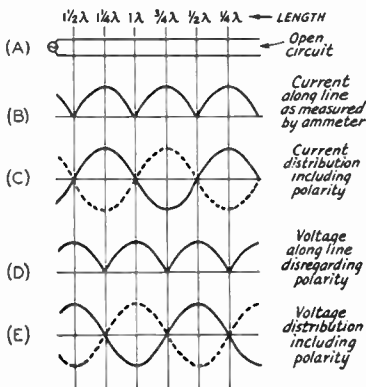 1½λ 1¼λ 1λ ¾λ ½λ ¼λ ← LENGTH
(A)
Open
circuit
(B)
Current
along line
as measured
by ammeter
(C)
Current
distribution
including
polarity
(D)
Voltage
along line
disregarding
polarity
(E)
Voltage
distribution
including
polarity